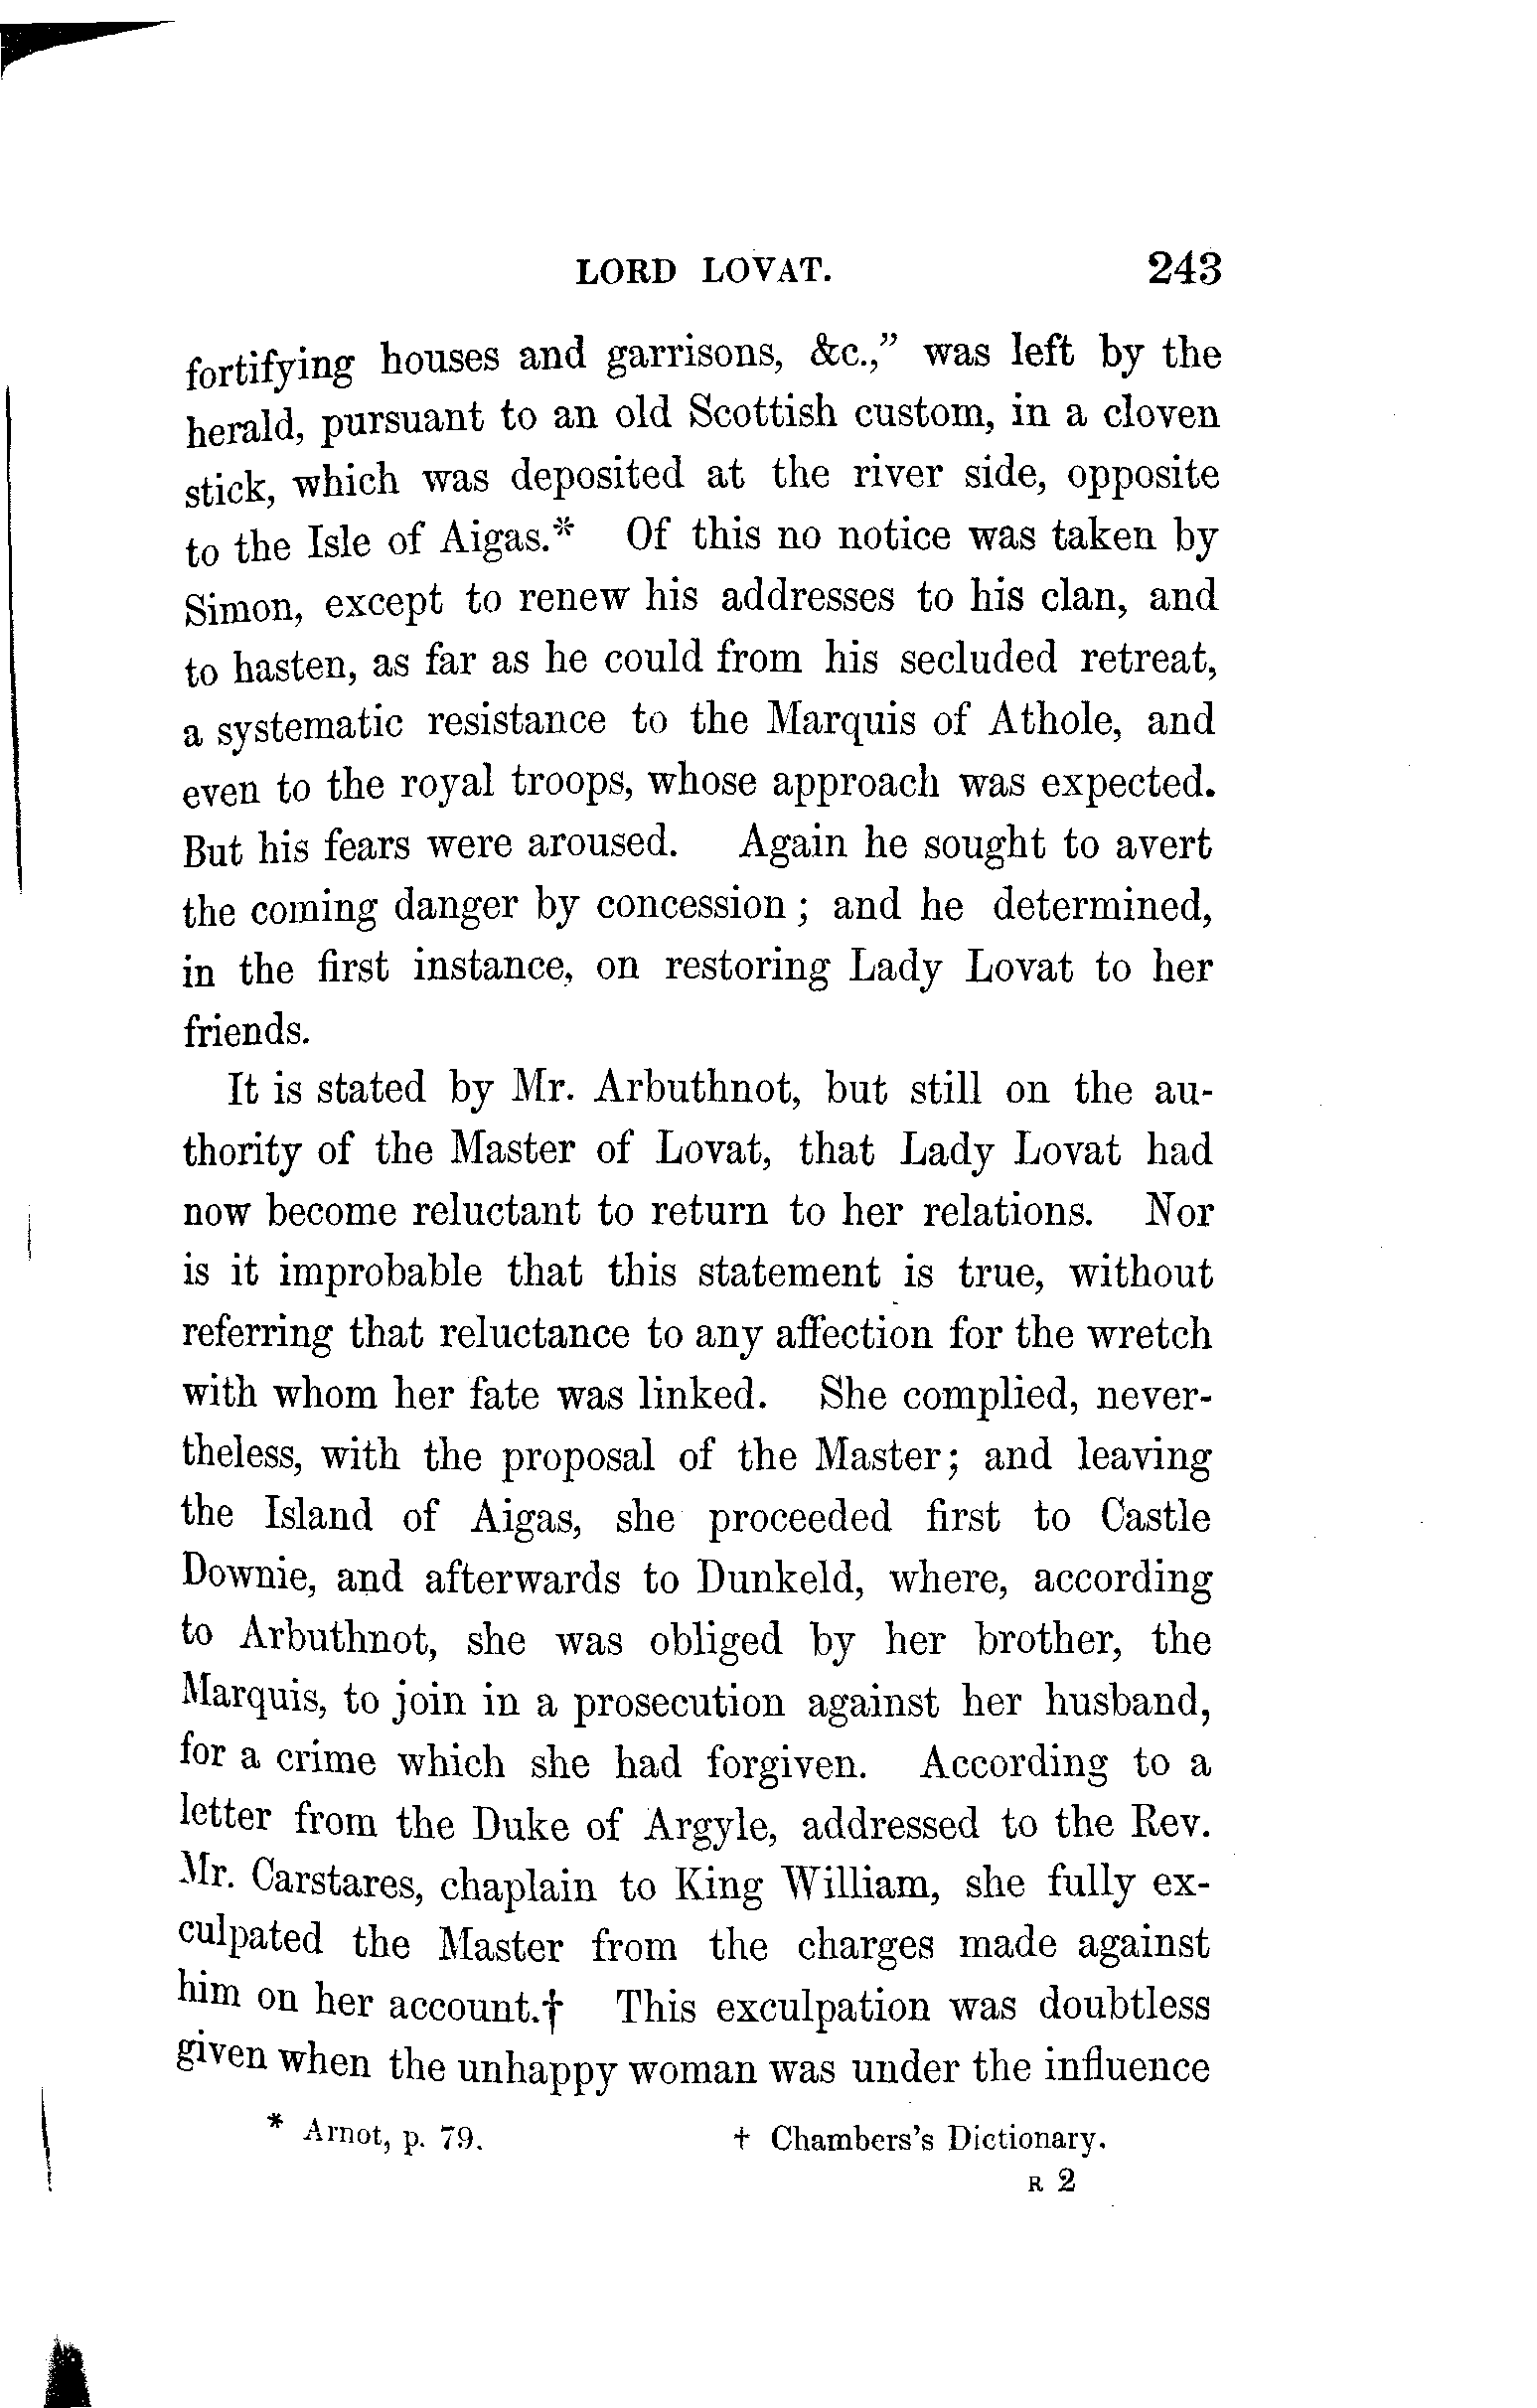 LORD LOVAT. 243
fortifying houses and garrisons, &c.,” was left by the
herald, pursuant to an old Scottish custom, in a cloven
stick, which was deposited at the river side, opposite
to the Isle of Aigas.* Of this no notice was taken by
Simon, except to renew his addresses to his clan, and
to hasten, as far as he could from his secluded retreat,
a systematic resistance to the Marquis of Athole, and
even to the royal troops, whose approach was expected.
But his fears were aroused. Again he sought to avert
the coming danger by concession; and he determined,
in the first instance, on restoring Lady Lovat to her
friends.
It is stated by Mr. Arbuthnot, but still on the au-
thority of the Master of Lovat, that Lady Lovat had
now become reluctant to return to her relations. Nor
is it improbable that this statement is true, without
referring that reluctance to any affection for the wretch
with whom her fate was linked. She complied, never-
theless, with the proposal of the Master; and leaving
the Island of Aigas, she proceeded first to Castle
Downie, and afterwards to Dunkeld, where, according
to Arbuthnot, she was obliged by her brother, the
Marquis, to join in a prosecution against her husband,
for a crime which she had forgiven. According to a
letter from the Duke of Argyle, addressed to the Rev.
Mr. Carstares, chaplain to King William, she fully ex-
culpated the Master from the charges made against
him on her account.† This exculpation was doubtless
given when the unhappy woman was under the influence
* Arnot, p. 79. † Chambers's Dictionary.
R 2